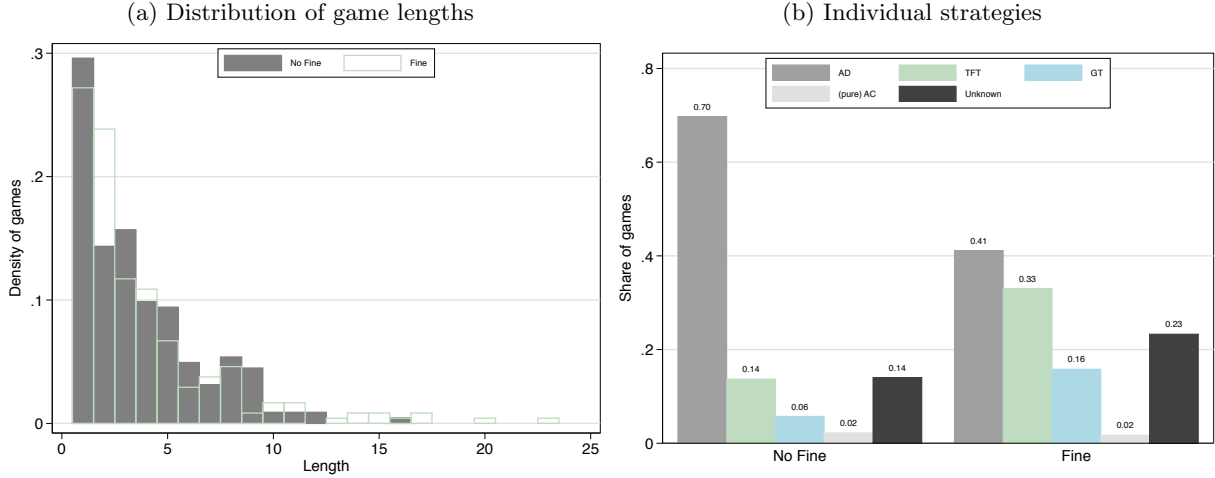 (a) Distribution of game lengths
No Fine Fine
.3
.2
.1
0
Density of games
0 5 10 15 20 25
Length
(b) Individual strategies
AD TFT GT
(pure) AC Unknown
.8
.6
.4
.2
0
Share of games
0.70
0.14
0.06
0.02
0.14
0.41
0.33
0.16
0.02
0.23
No Fine Fine